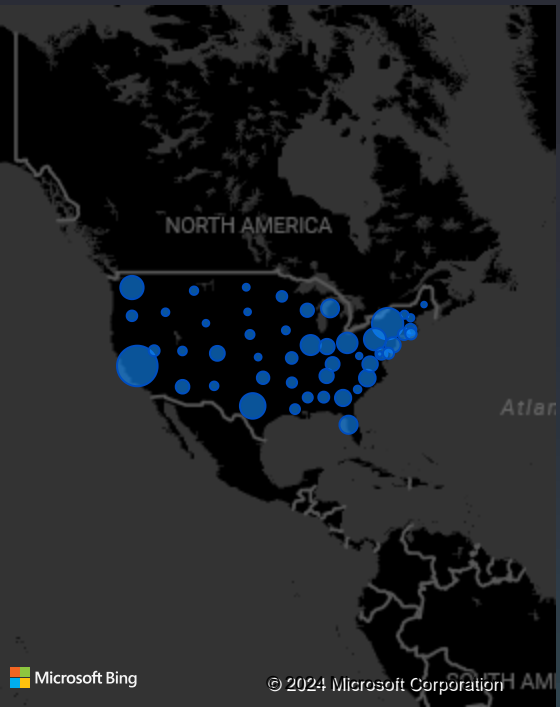 NORTH AMERICA
Atlan
Microsoft Bing
© 2024 Microsoft Corporation
SOUTH AM